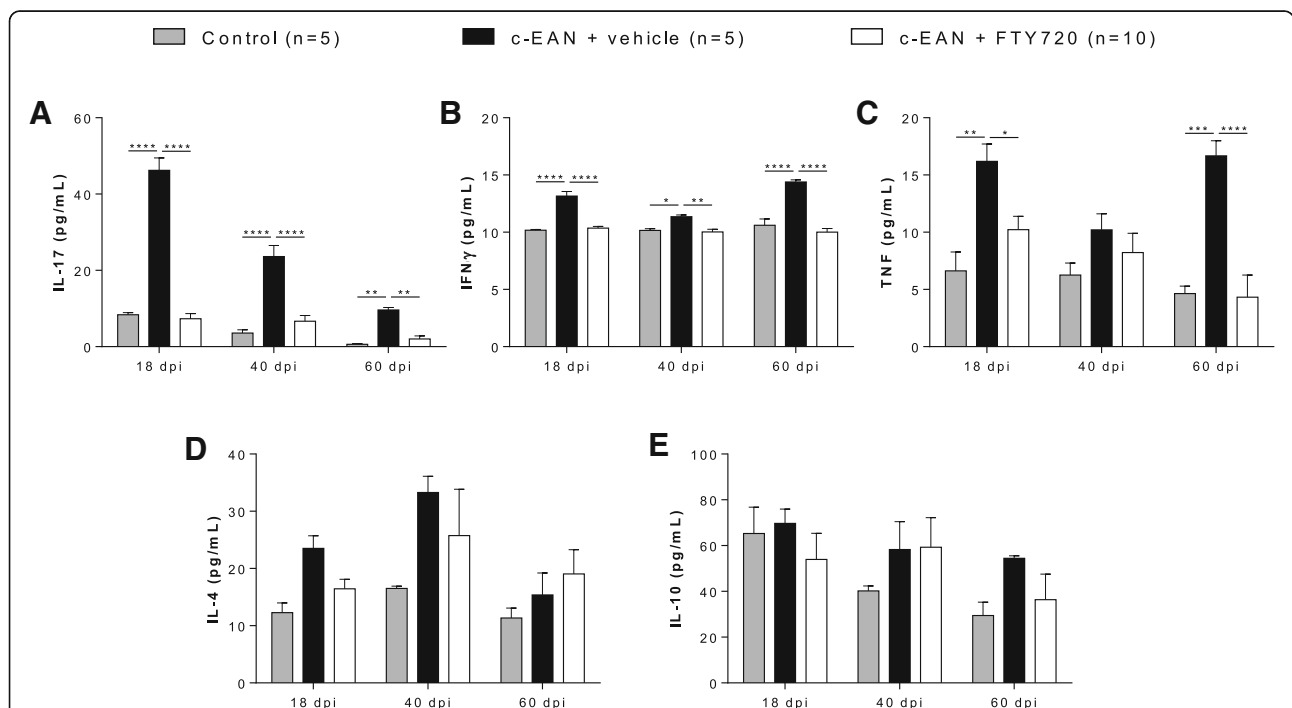 Control (n=5) c-EAN + vehicle (n=5) c-EAN + FTY720 (n=10)
A
IL-17 (pg/mL)
60
40
20
0
**** ****
**** ****
** **
18 dpi 40 dpi 60 dpi
B
IFNγ (pg/mL)
20
15
10
5
0
**** ****
* **
**** ****
18 dpi 40 dpi 60 dpi
C
TNF (pg/mL)
20
15
10
5
0
** *
*** ****
18 dpi 40 dpi 60 dpi
D
IL-4 (pg/mL)
40
30
20
10
0
18 dpi 40 dpi 60 dpi
E
IL-10 (pg/mL)
100
80
60
40
20
0
18 dpi 40 dpi 60 dpi